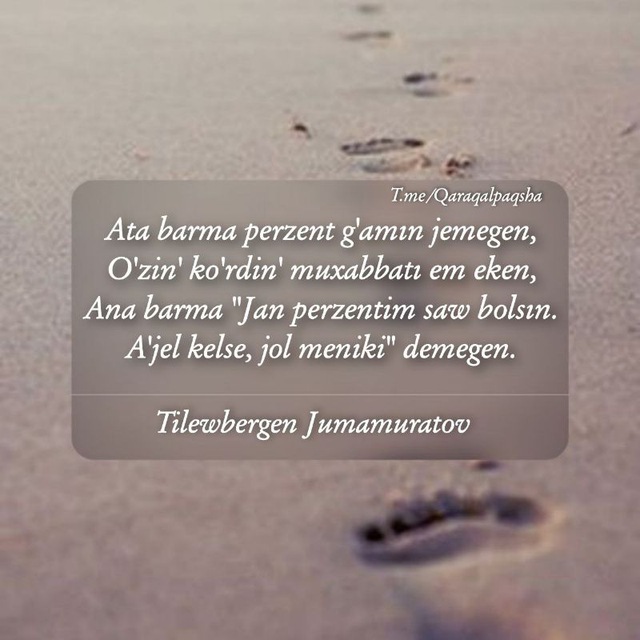 T.me/Qaraqalpaqsha
Ata barma perzent g'amın jemegen,
O'zin' ko'rdin' muxabbatı em eken,
Ana barma "Jan perzentim saw bolsın.
A'jel kelse, jol meniki" demegen.
Tilewbergen Jumamuratov